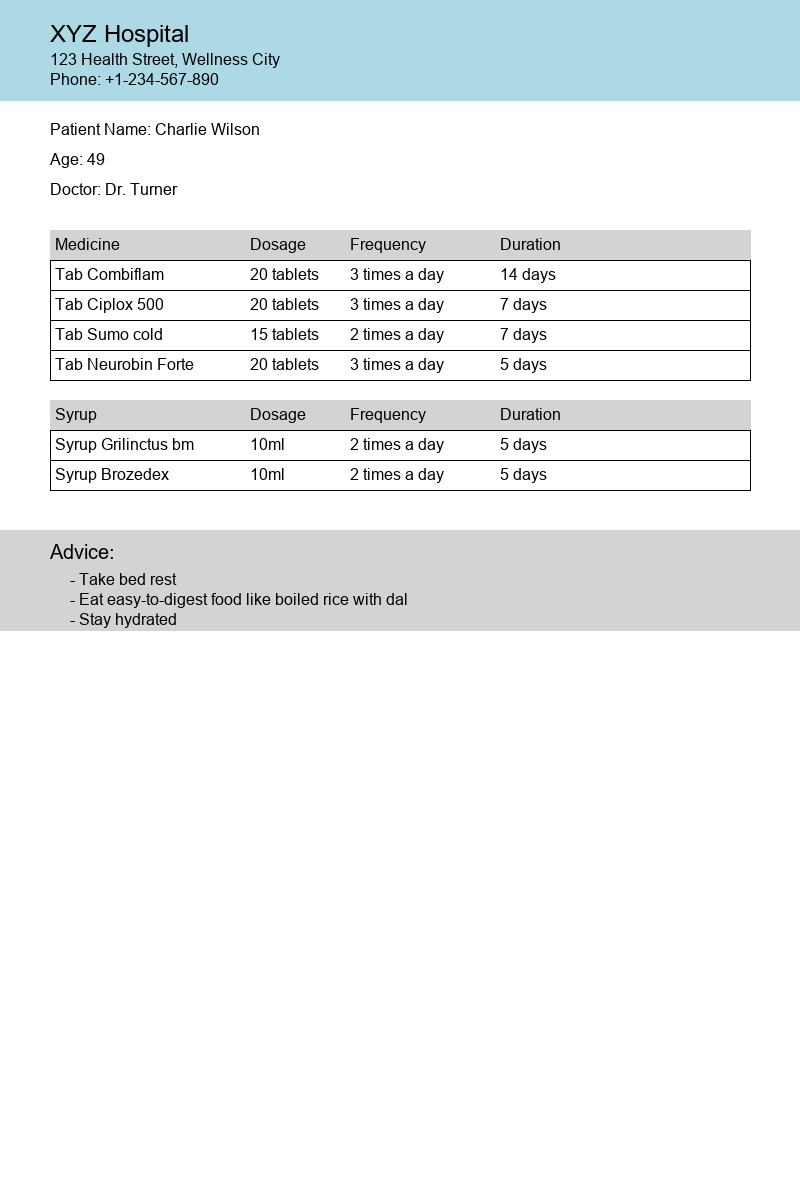 XYZ Hospital
123 Health Street, Wellness City
Phone: +1-234-567-890
Patient Name: Charlie Wilson
Age: 49
Doctor: Dr. Turner
Medicine Dosage Frequency Duration
Tab Combiflam 20 tablets 3 times a day 14 days
Tab Ciplox 500 20 tablets 3 times a day 7 days
Tab Sumo cold 15 tablets 2 times a day 7 days
Tab Neurobin Forte 20 tablets 3 times a day 5 days
Syrup Dosage Frequency Duration
Syrup Grilinctus bm 10ml 2 times a day 5 days
Syrup Brozedex 10ml 2 times a day 5 days
Advice:
- Take bed rest
- Eat easy-to-digest food like boiled rice with dal
- Stay hydrated